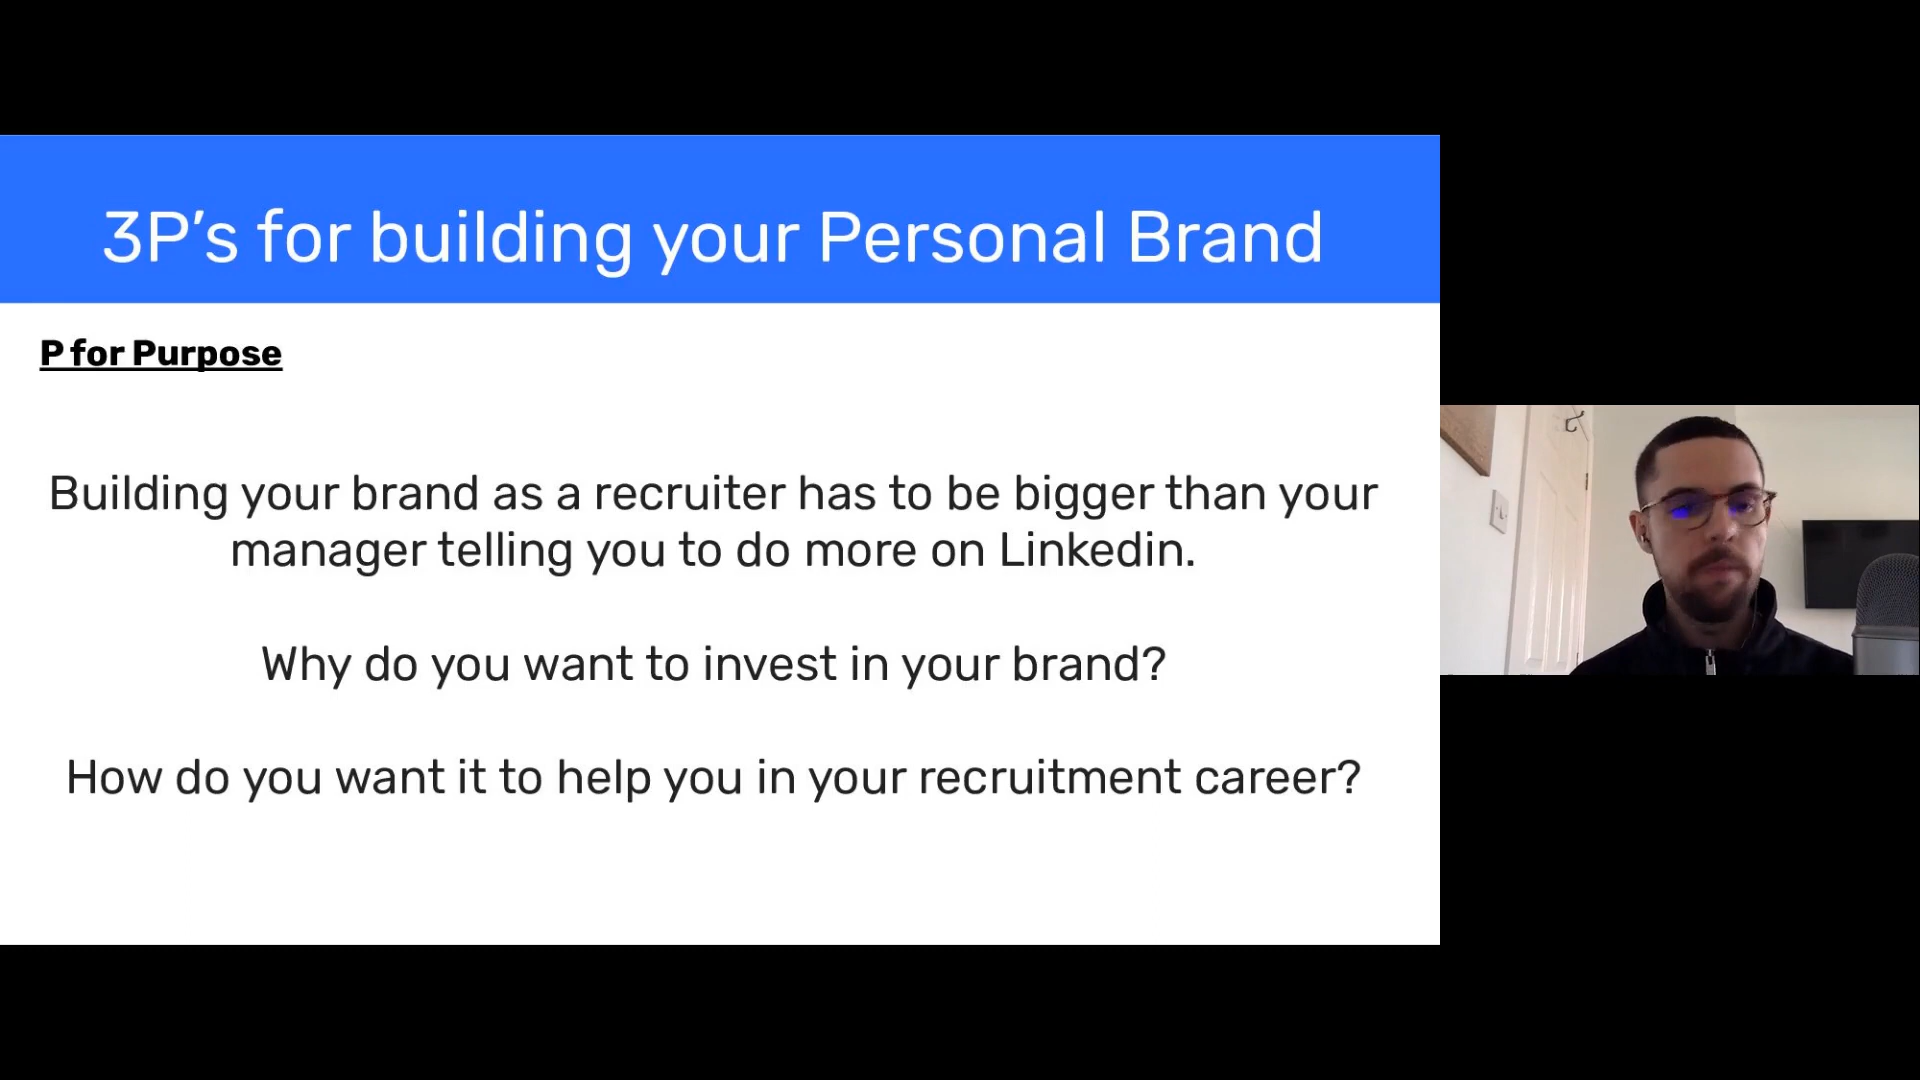 3P’s for building your Personal Brand
P for Purpose
Building your brand as a recruiter has to be bigger than your
manager telling you to do more on Linkedin.
Why do you want to invest in your brand?
How do you want it to help you in your recruitment career?